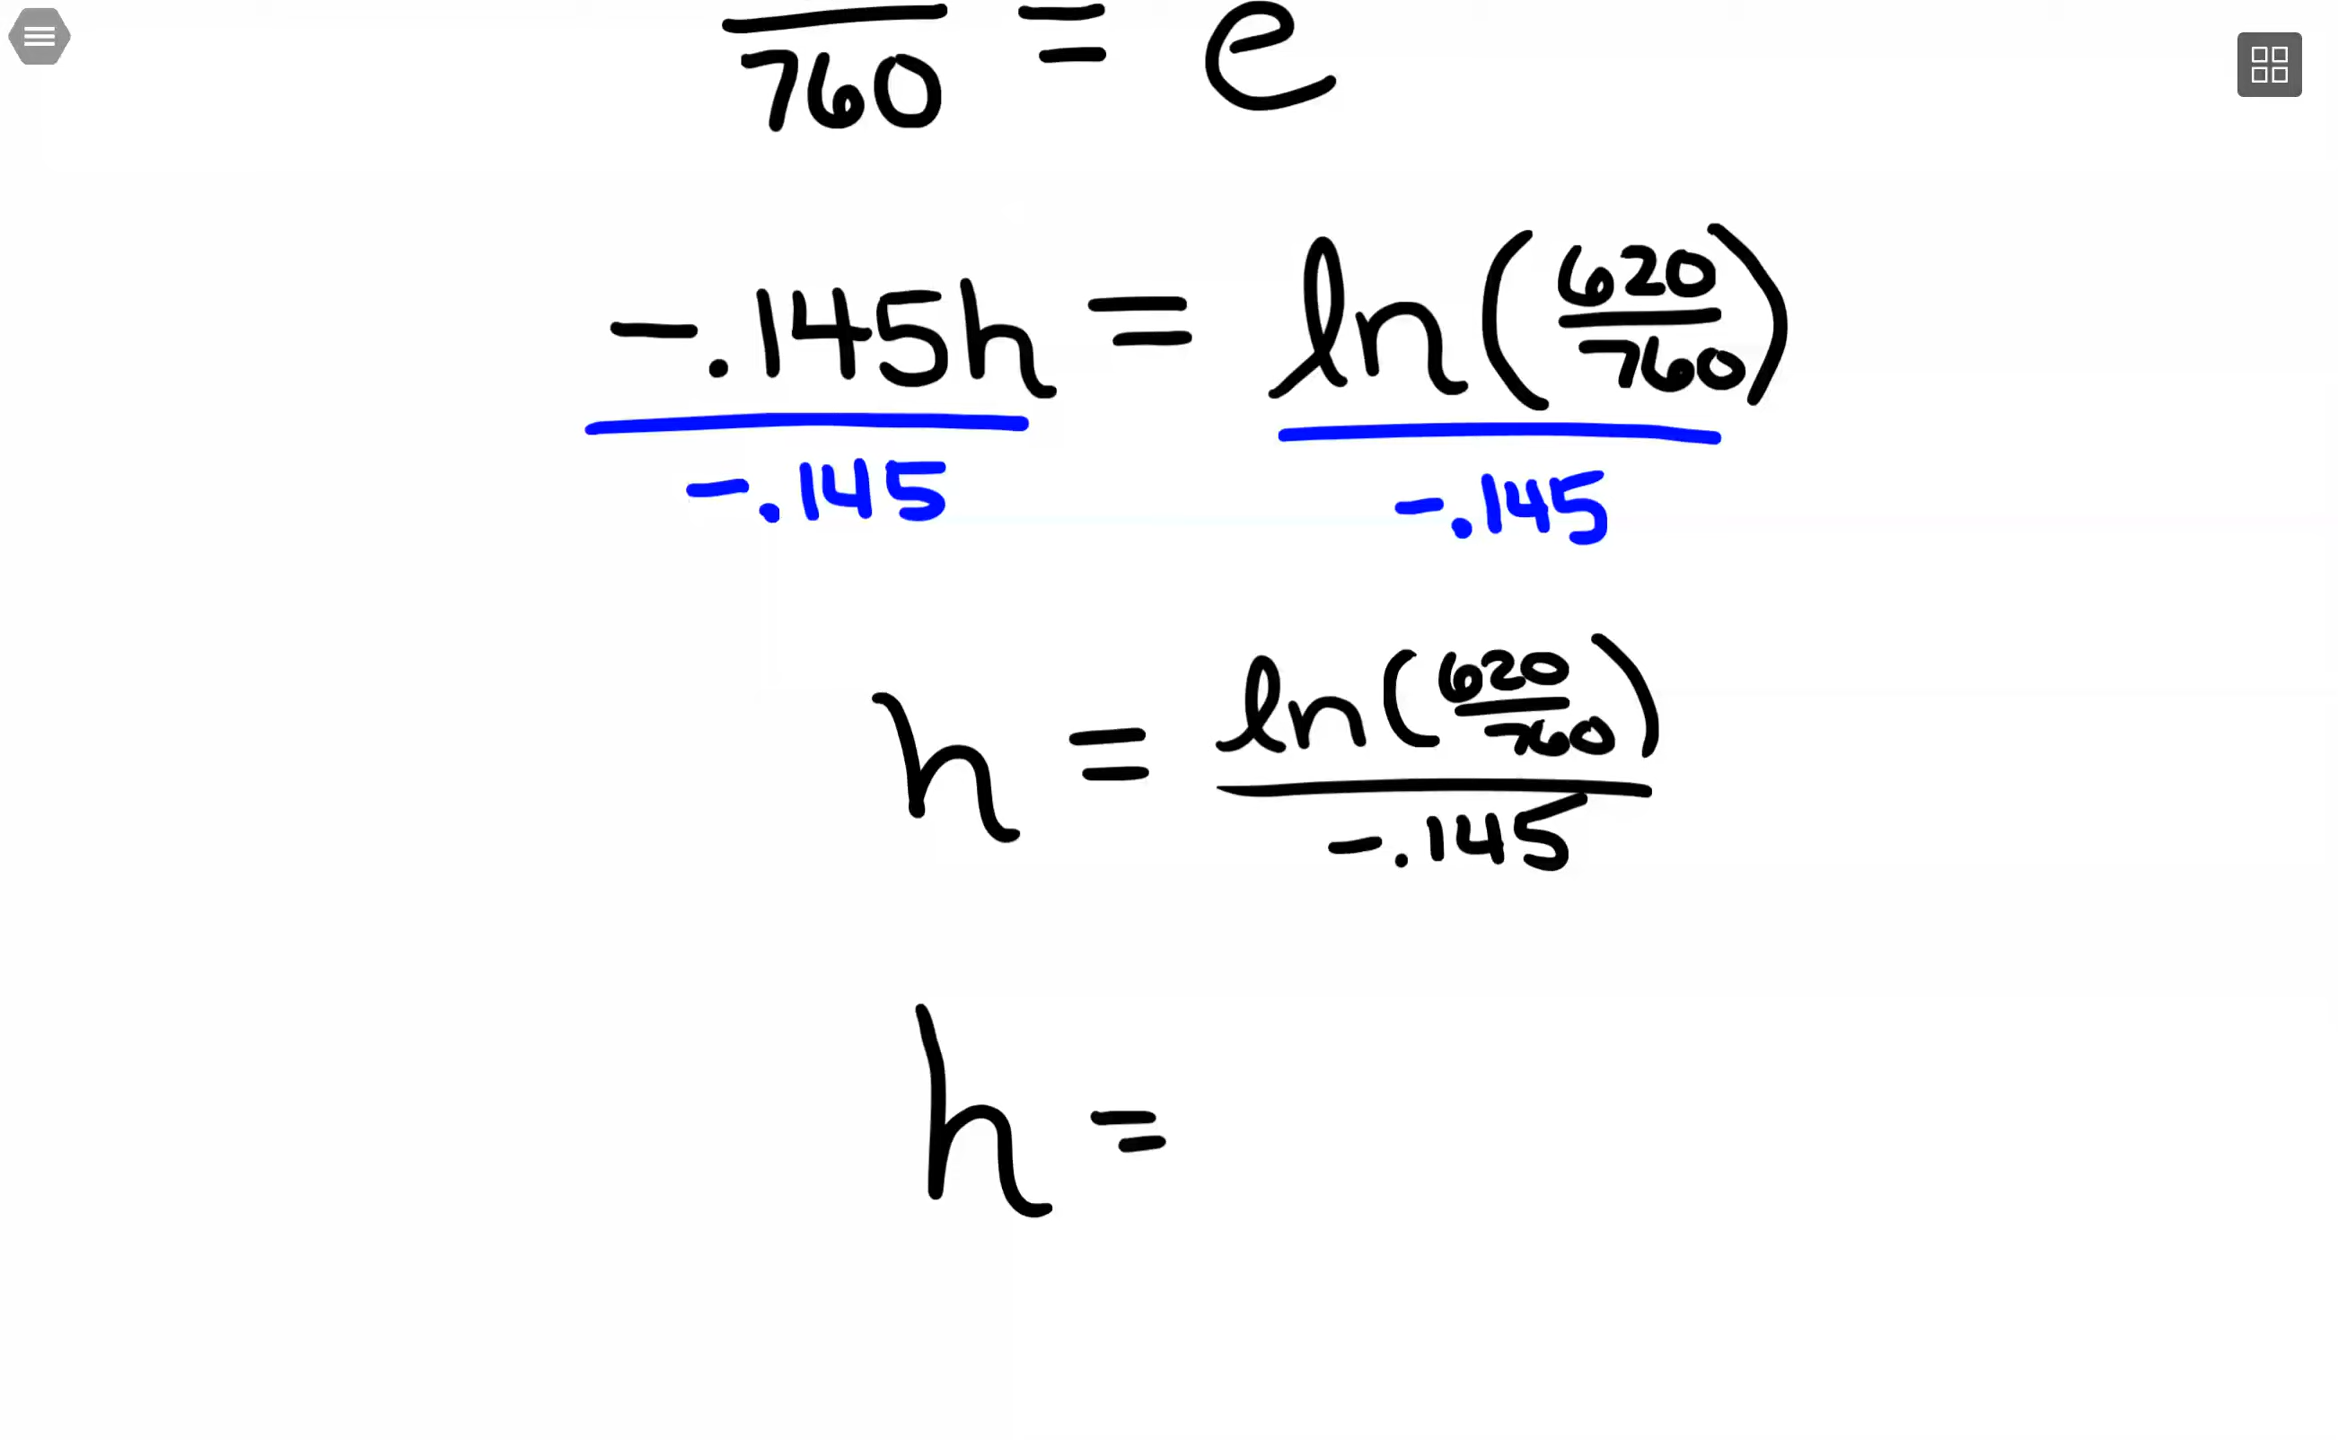 ―
760 = e
-.145h = ln(620/760)
-.145 -.145
h = ln(620/760)
-.145
h =